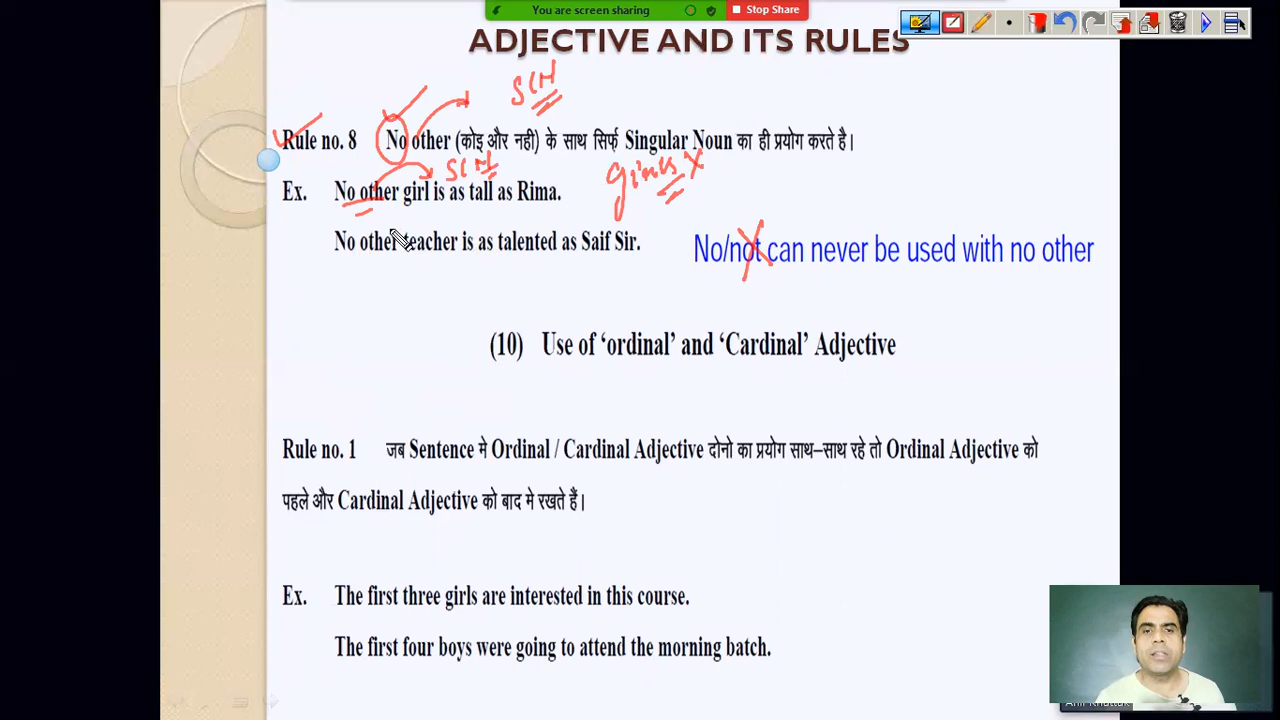 You are screen sharing
Stop Share
ADJECTIVE AND ITS RULES
SCN
Rule no. 8 No other (कोइ और नही) के साथ सिर्फ़ Singular Noun का ही प्रयोग करते है।
SCN
Ex. No other girl is as tall as Rima.
No other teacher is as talented as Saif Sir.
No/not can never be used with no other
(10) Use of ‘ordinal’ and ‘Cardinal’ Adjective
Rule no. 1 जब Sentence मे Ordinal / Cardinal Adjective दोनो का प्रयोग साथ–साथ रहे तो Ordinal Adjective को
पहले और Cardinal Adjective को बाद मे रखते हैं।
Ex. The first three girls are interested in this course.
The first four boys were going to attend the morning batch.